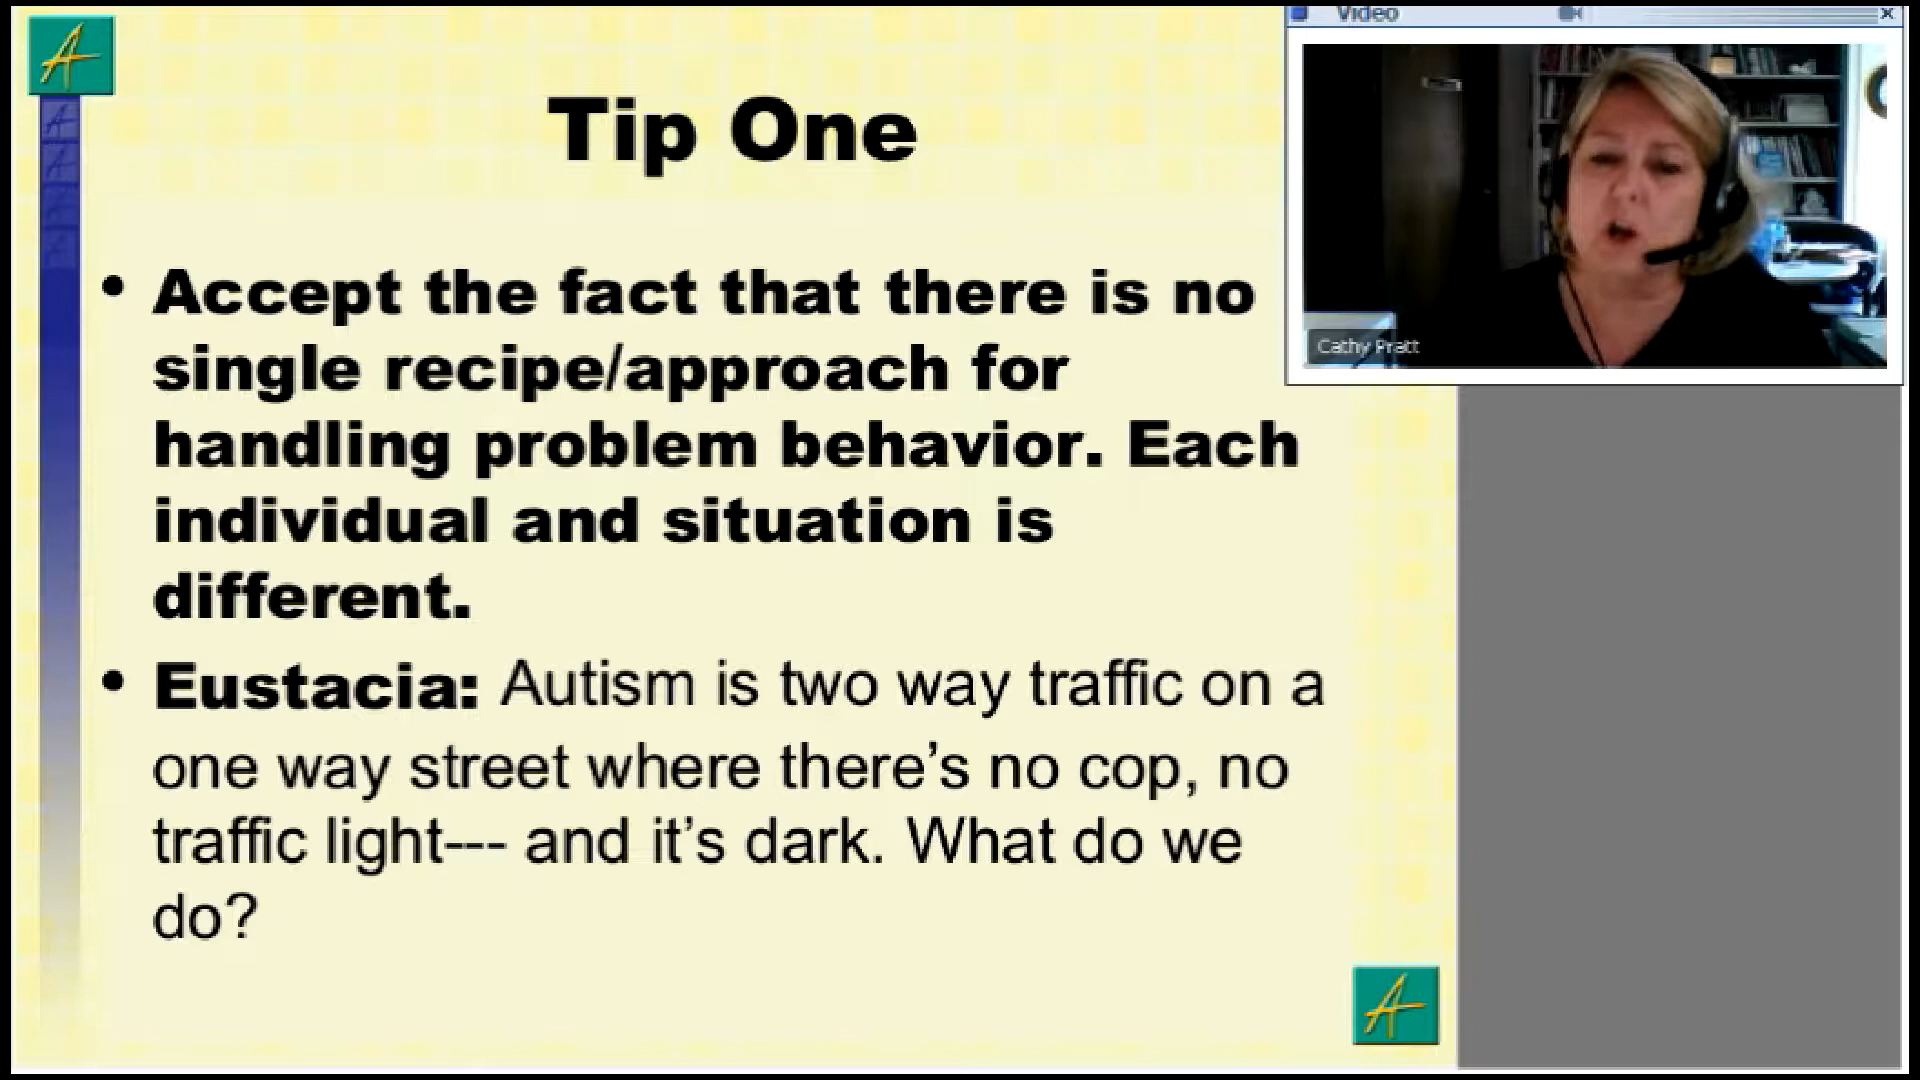 Video
Tip One
Cathy Pratt
• Accept the fact that there is no
single recipe/approach for
handling problem behavior. Each
individual and situation is
different.
• Eustacia: Autism is two way traffic on a
one way street where there’s no cop, no
traffic light--- and it’s dark. What do we
do?